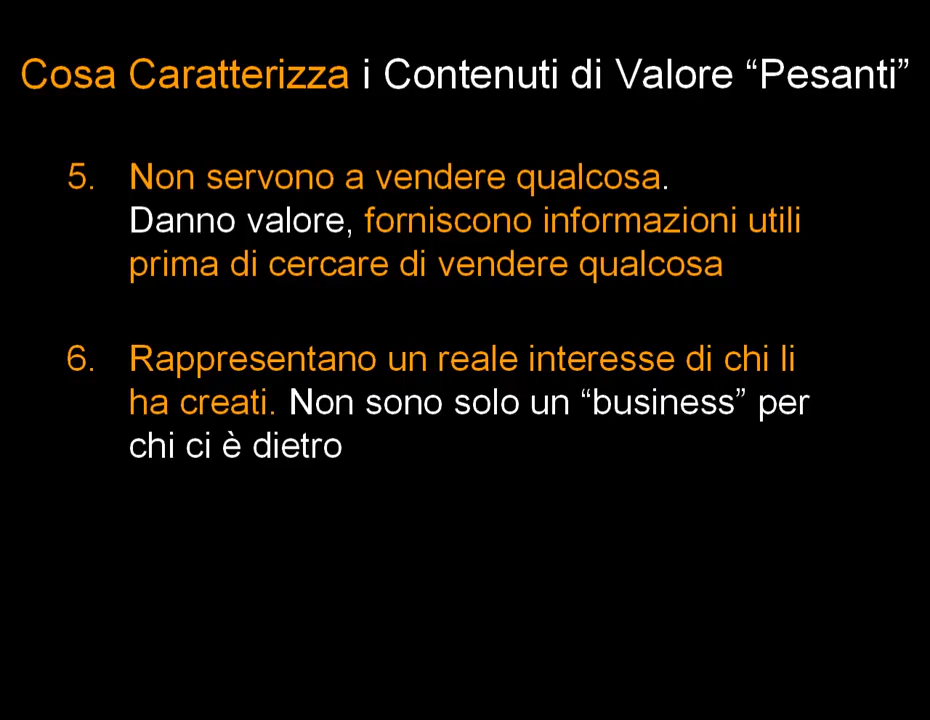 Cosa Caratterizza i Contenuti di Valore “Pesanti”
5. Non servono a vendere qualcosa.
Danno valore, forniscono informazioni utili
prima di cercare di vendere qualcosa
6. Rappresentano un reale interesse di chi li
ha creati. Non sono solo un “business” per
chi ci è dietro